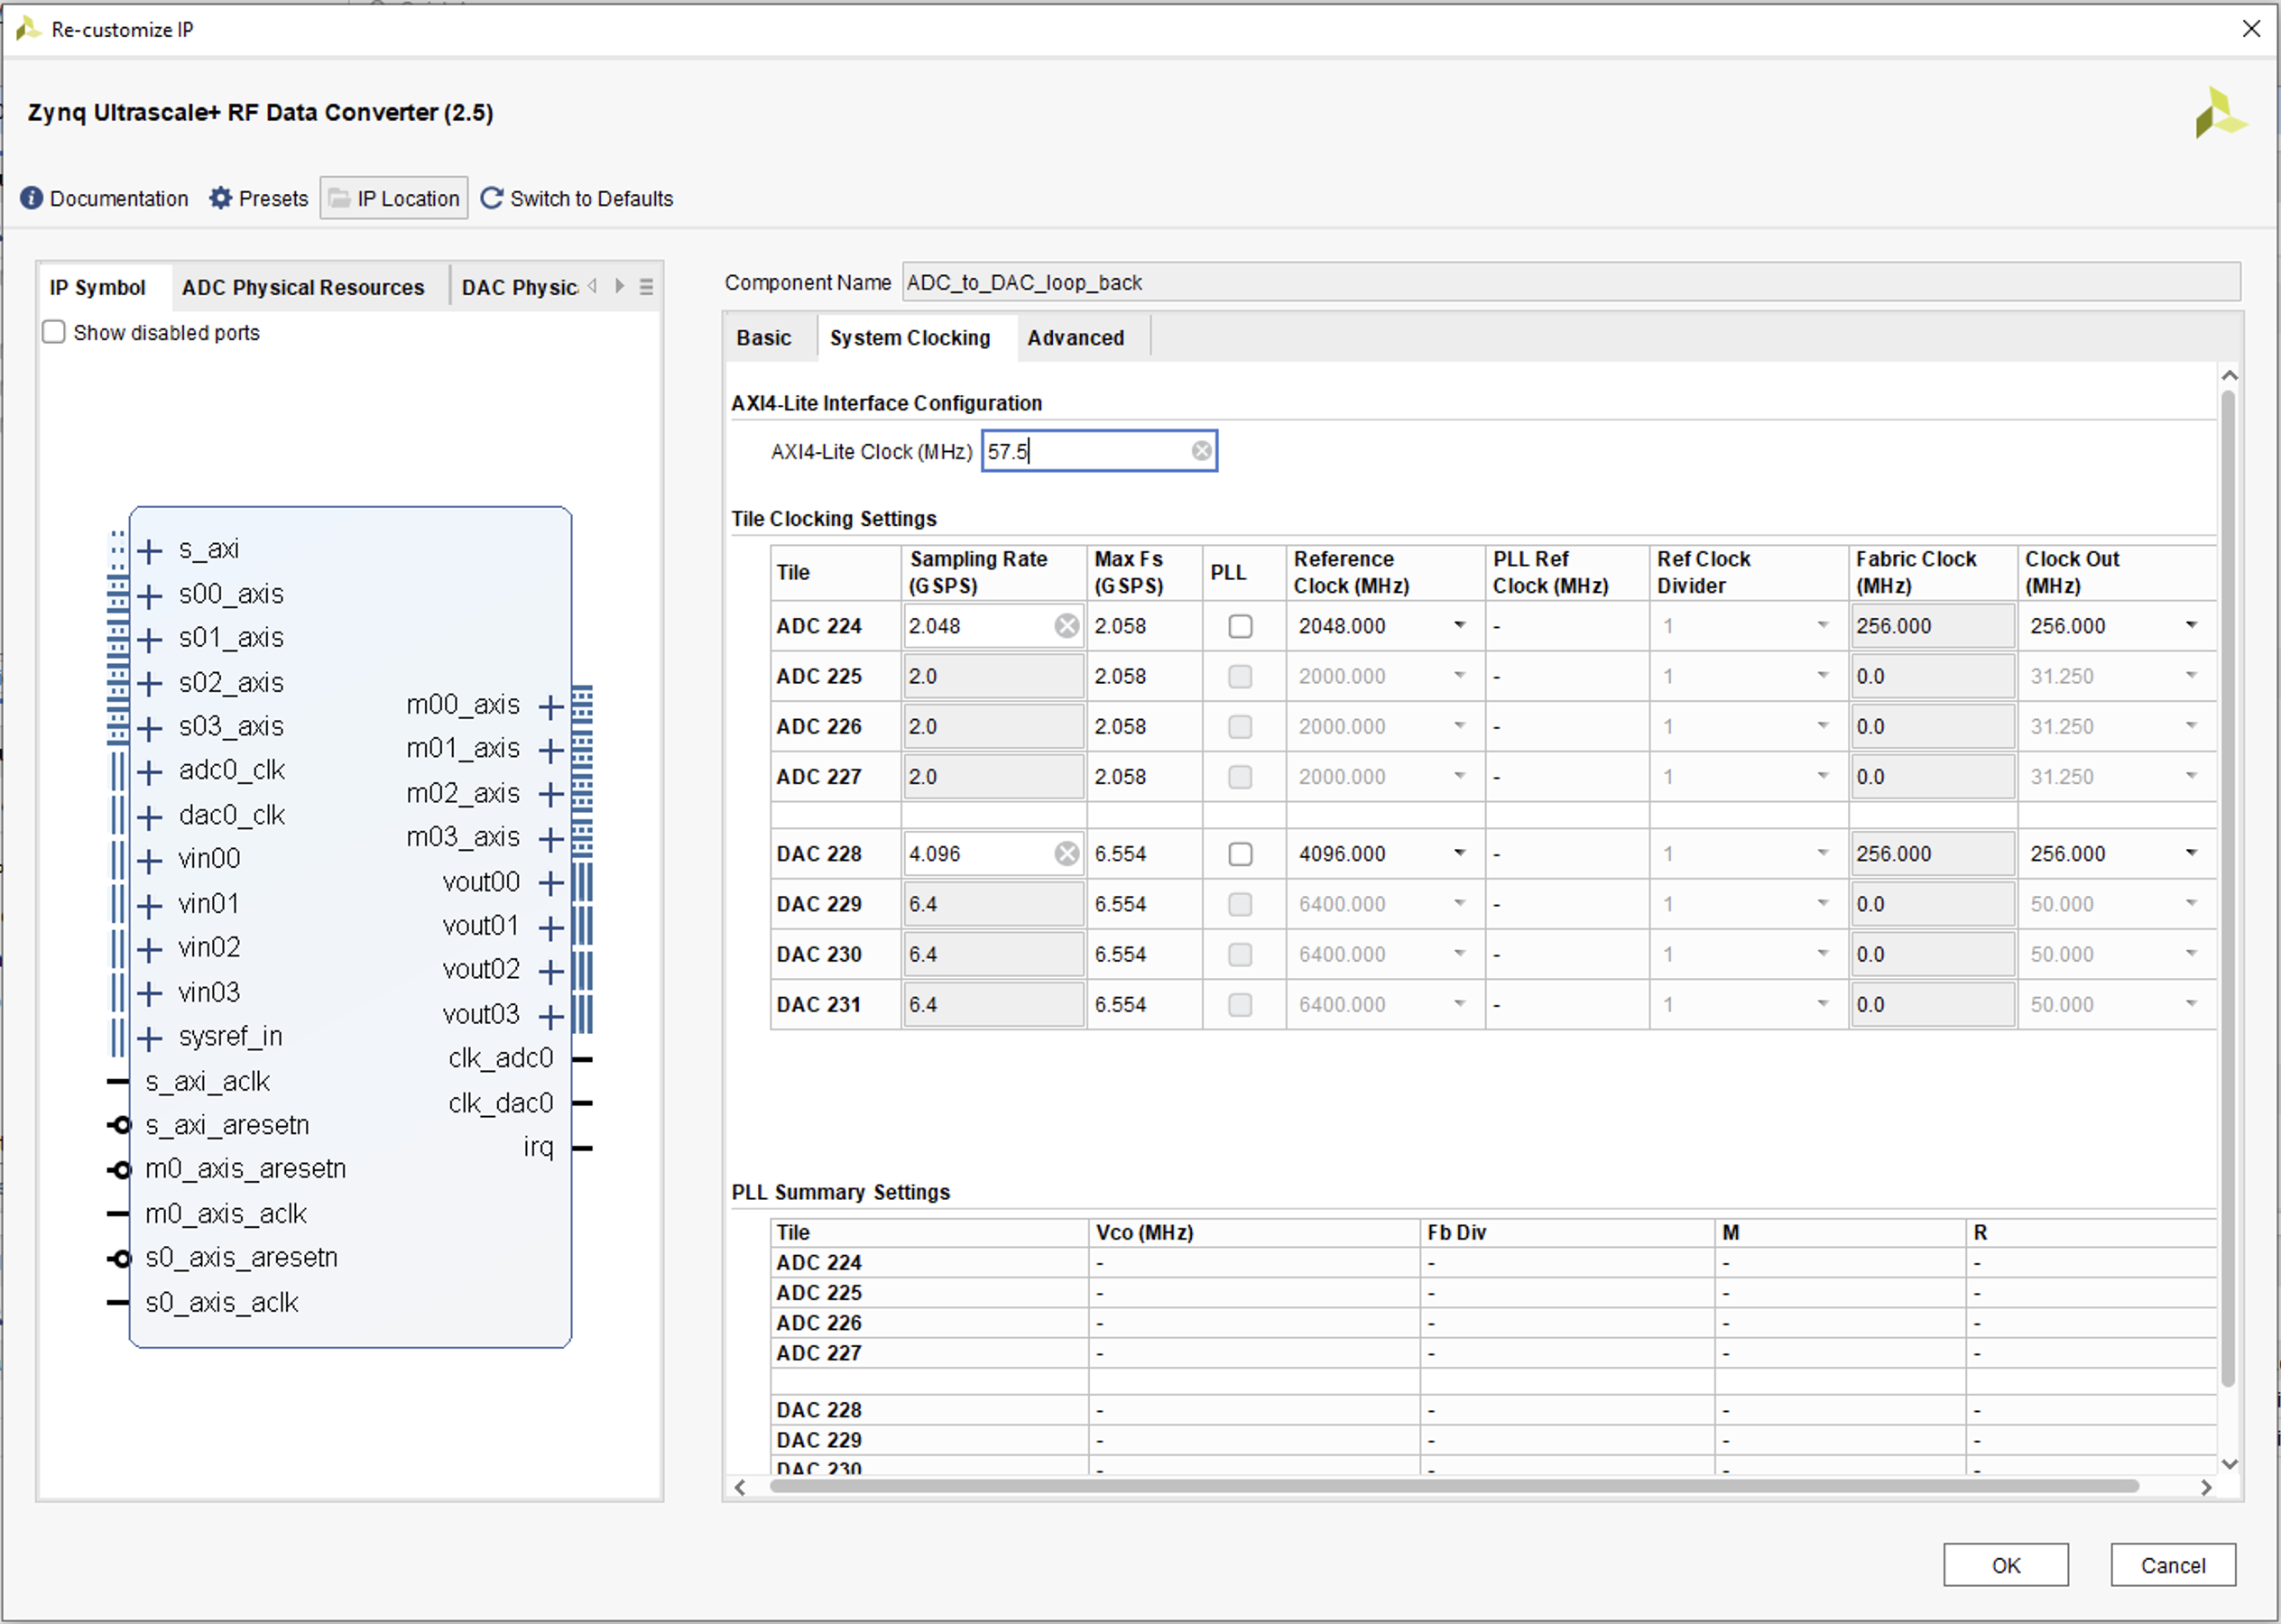 Re-customize IP
Zynq Ultrascale+ RF Data Converter (2.5)
Documentation Presets IP Location Switch to Defaults
IP Symbol ADC Physical Resources DAC Physic
Show disabled ports
s_axi
s00_axis
s01_axis
s02_axis
s03_axis
adc0_clk
dac0_clk
vin00
vin01
vin02
vin03
sysref_in
s_axi_aclk
s_axi_aresetn
m0_axis_aresetn
m0_axis_aclk
s0_axis_aresetn
s0_axis_aclk
m00_axis
m01_axis
m02_axis
m03_axis
vout00
vout01
vout02
vout03
clk_adc0
clk_dac0
irq
Component Name ADC_to_DAC_loop_back
Basic System Clocking Advanced
AXI4-Lite Interface Configuration
AXI4-Lite Clock (MHz) 57.5
Tile Clocking Settings
Tile Sampling Rate (GSPS) Max Fs (GSPS) PLL Reference Clock (MHz) PLL Ref Clock (MHz) Ref Clock Divider Fabric Clock (MHz) Clock Out (MHz)
ADC 224 2.048 2.058 2048.000 - 1 256.000 256.000
ADC 225 2.0 2.058 2000.000 - 1 0.0 31.250
ADC 226 2.0 2.058 2000.000 - 1 0.0 31.250
ADC 227 2.0 2.058 2000.000 - 1 0.0 31.250
DAC 228 4.096 6.554 4096.000 - 1 256.000 256.000
DAC 229 6.4 6.554 6400.000 - 1 0.0 50.000
DAC 230 6.4 6.554 6400.000 - 1 0.0 50.000
DAC 231 6.4 6.554 6400.000 - 1 0.0 50.000
PLL Summary Settings
Tile Vco (MHz) Fb Div M R
ADC 224 - - - -
ADC 225 - - - -
ADC 226 - - - -
ADC 227 - - - -
DAC 228 - - - -
DAC 229 - - - -
DAC 230 - - - -
OK Cancel